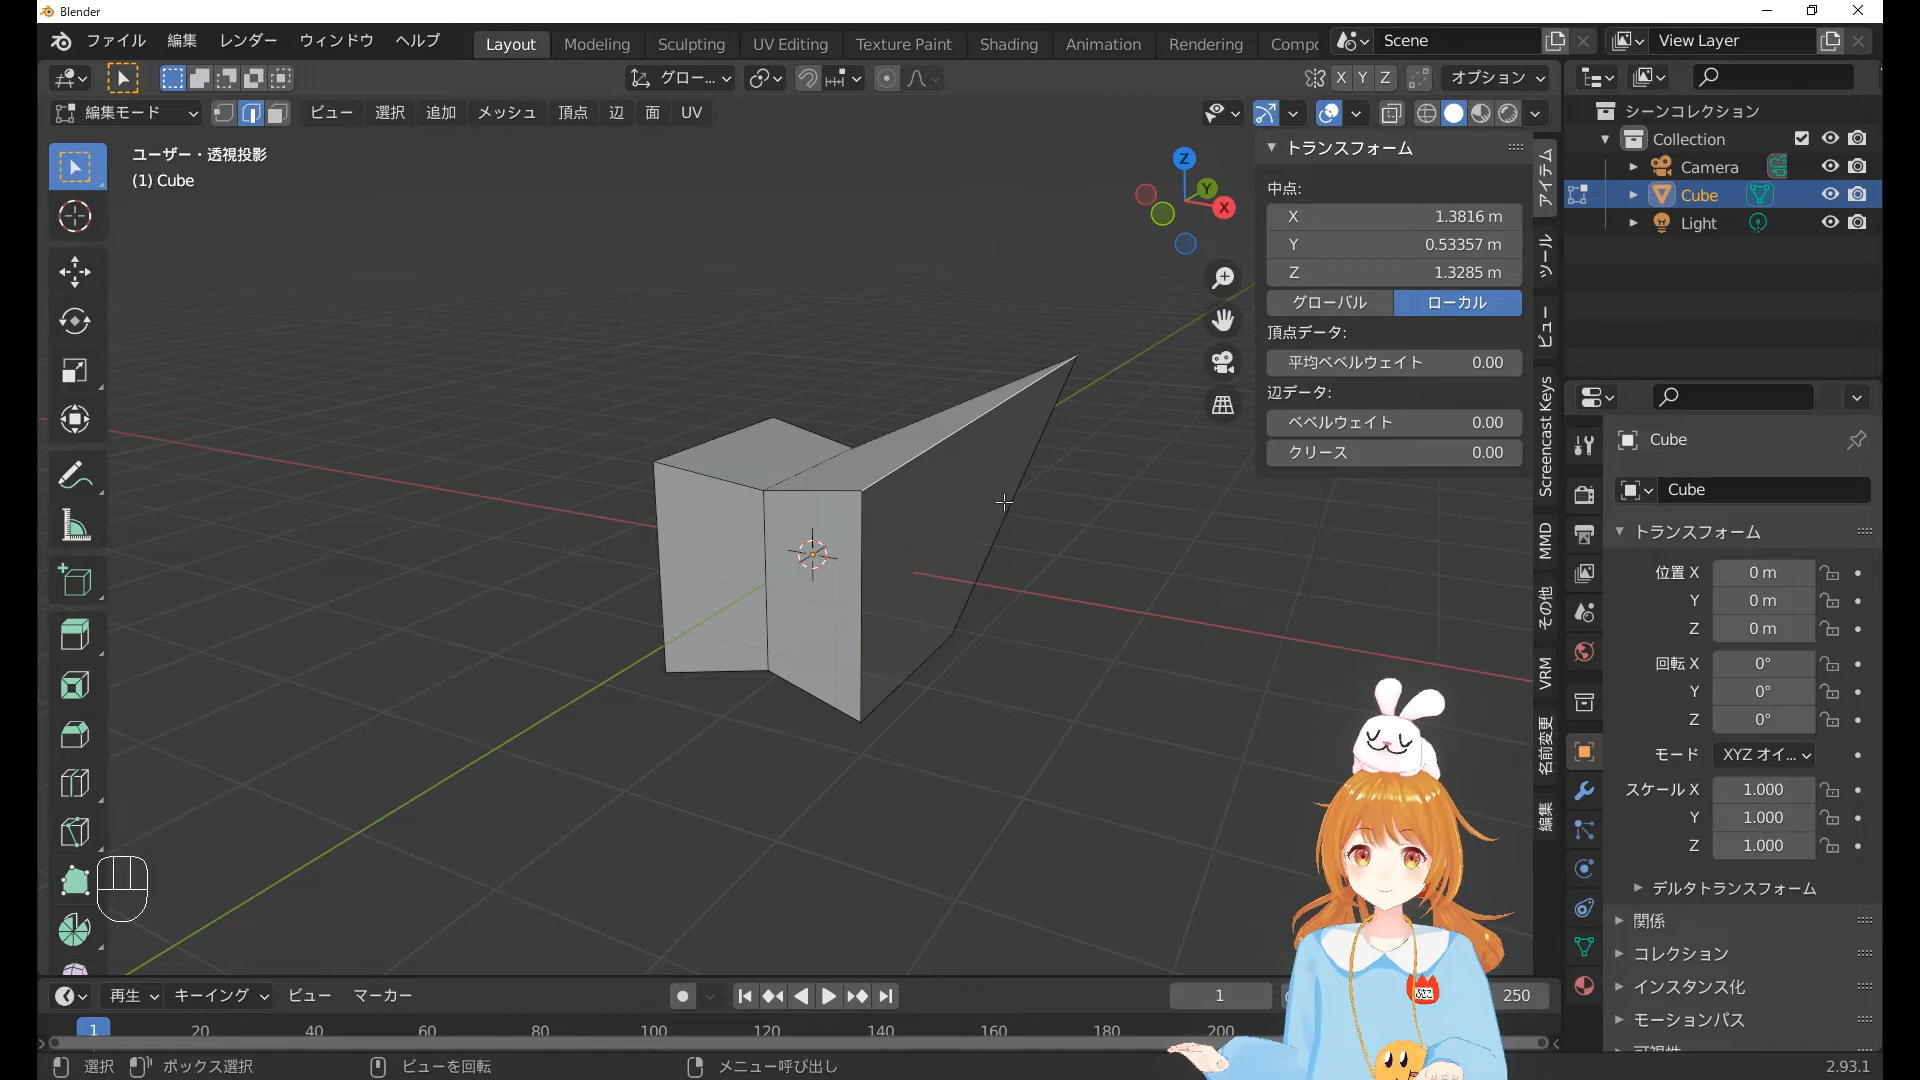 Blender
ファイル 編集 レンダー ウィンドウ ヘルプ Layout Modeling Sculpting UV Editing Texture Paint Shading Animation Rendering Compo Scene View Layer
グロー... X Y Z オプション
編集モード ビュー 選択 追加 メッシュ 頂点 辺 面 UV
ユーザー・透視投影
(1) Cube
Z
Y
X
トランスフォーム
中点:
X 1.3816 m
Y 0.53357 m
Z 1.3285 m
グローバル ローカル
頂点データ:
平均ベベルウェイト 0.00
辺データ:
ベベルウェイト 0.00
クリース 0.00
アイテム
ツール
ビュー
Screencast Keys
MMD
その他
VRM
名前変更
編集
シーンコレクション
Collection
Camera
Cube
Light
Cube
Cube
トランスフォーム
位置 X 0 m
Y 0 m
Z 0 m
回転 X 0°
Y 0°
Z 0°
モード XYZ オイ...
スケール X 1.000
Y 1.000
Z 1.000
デルタトランスフォーム
関係
コレクション
インスタンス化
モーションパス
再生 キーイング ビュー マーカー 1 250
1 20 40 60 80 100 120 140 160 180 200
選択 ボックス選択 ビューを回転 メニュー呼び出し 2.93.1